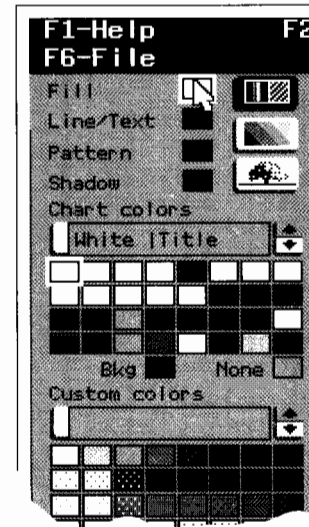 F1-Help F2
F6-File
Fill
Line/Text
Pattern
Shadow
Chart colors
White |Title
Bkg None
Custom colors